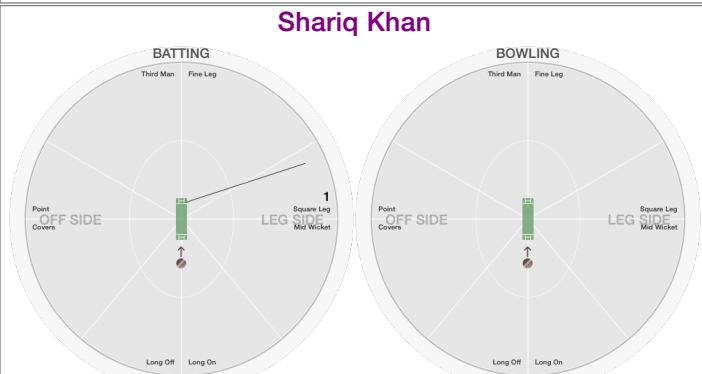 Shariq Khan
BATTING
Third Man
Fine Leg
1
Point
Square Leg
OFF SIDE
LEG SIDE
Covers
Mid Wicket
Long Off
Long On
BOWLING
Third Man
Fine Leg
Point
Square Leg
OFF SIDE
LEG SIDE
Covers
Mid Wicket
Long Off
Long On